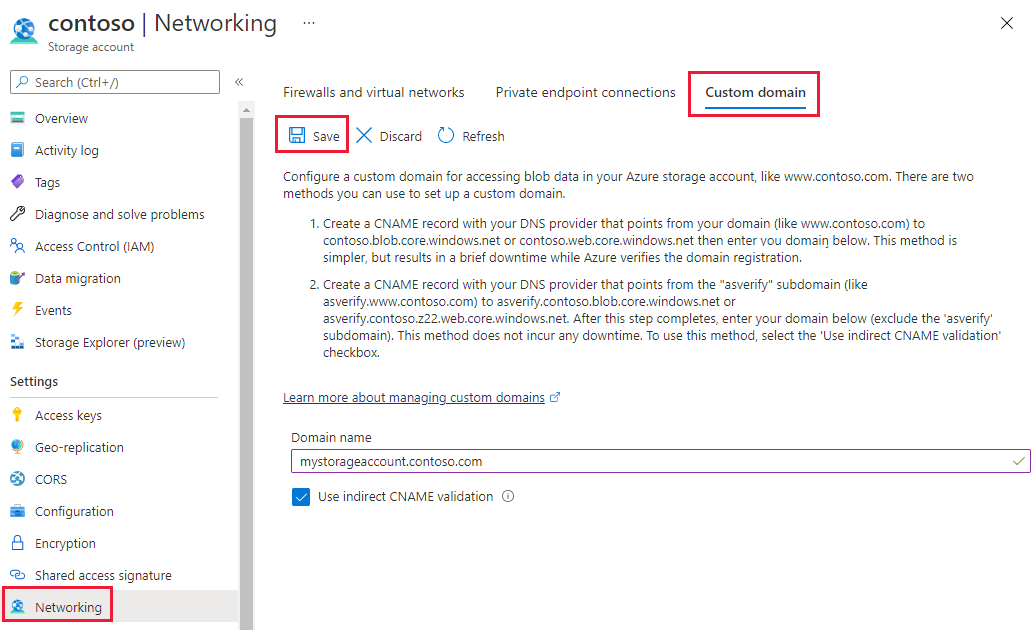 contoso | Networking ...
Storage account
Search (Ctrl+/)
«
Overview
Activity log
Tags
Diagnose and solve problems
Access Control (IAM)
Data migration
Events
Storage Explorer (preview)
Settings
Access keys
Geo-replication
CORS
Configuration
Encryption
Shared access signature
Networking
Firewalls and virtual networks Private endpoint connections Custom domain
Save Discard Refresh
Configure a custom domain for accessing blob data in your Azure storage account, like www.contoso.com. There are two
methods you can use to set up a custom domain.
1. Create a CNAME record with your DNS provider that points from your domain (like www.contoso.com) to
contoso.blob.core.windows.net or contoso.web.core.windows.net then enter you domain below. This method is
simpler, but results in a brief downtime while Azure verifies the domain registration.
2. Create a CNAME record with your DNS provider that points from the "asverify" subdomain (like
asverify.www.contoso.com) to asverify.contoso.blob.core.windows.net or
asverify.contoso.z22.web.core.windows.net. After this step completes, enter your domain below (exclude the 'asverify'
subdomain). This method does not incur any downtime. To use this method, select the 'Use indirect CNAME validation'
checkbox.
Learn more about managing custom domains
Domain name
mystorageaccount.contoso.com
Use indirect CNAME validation